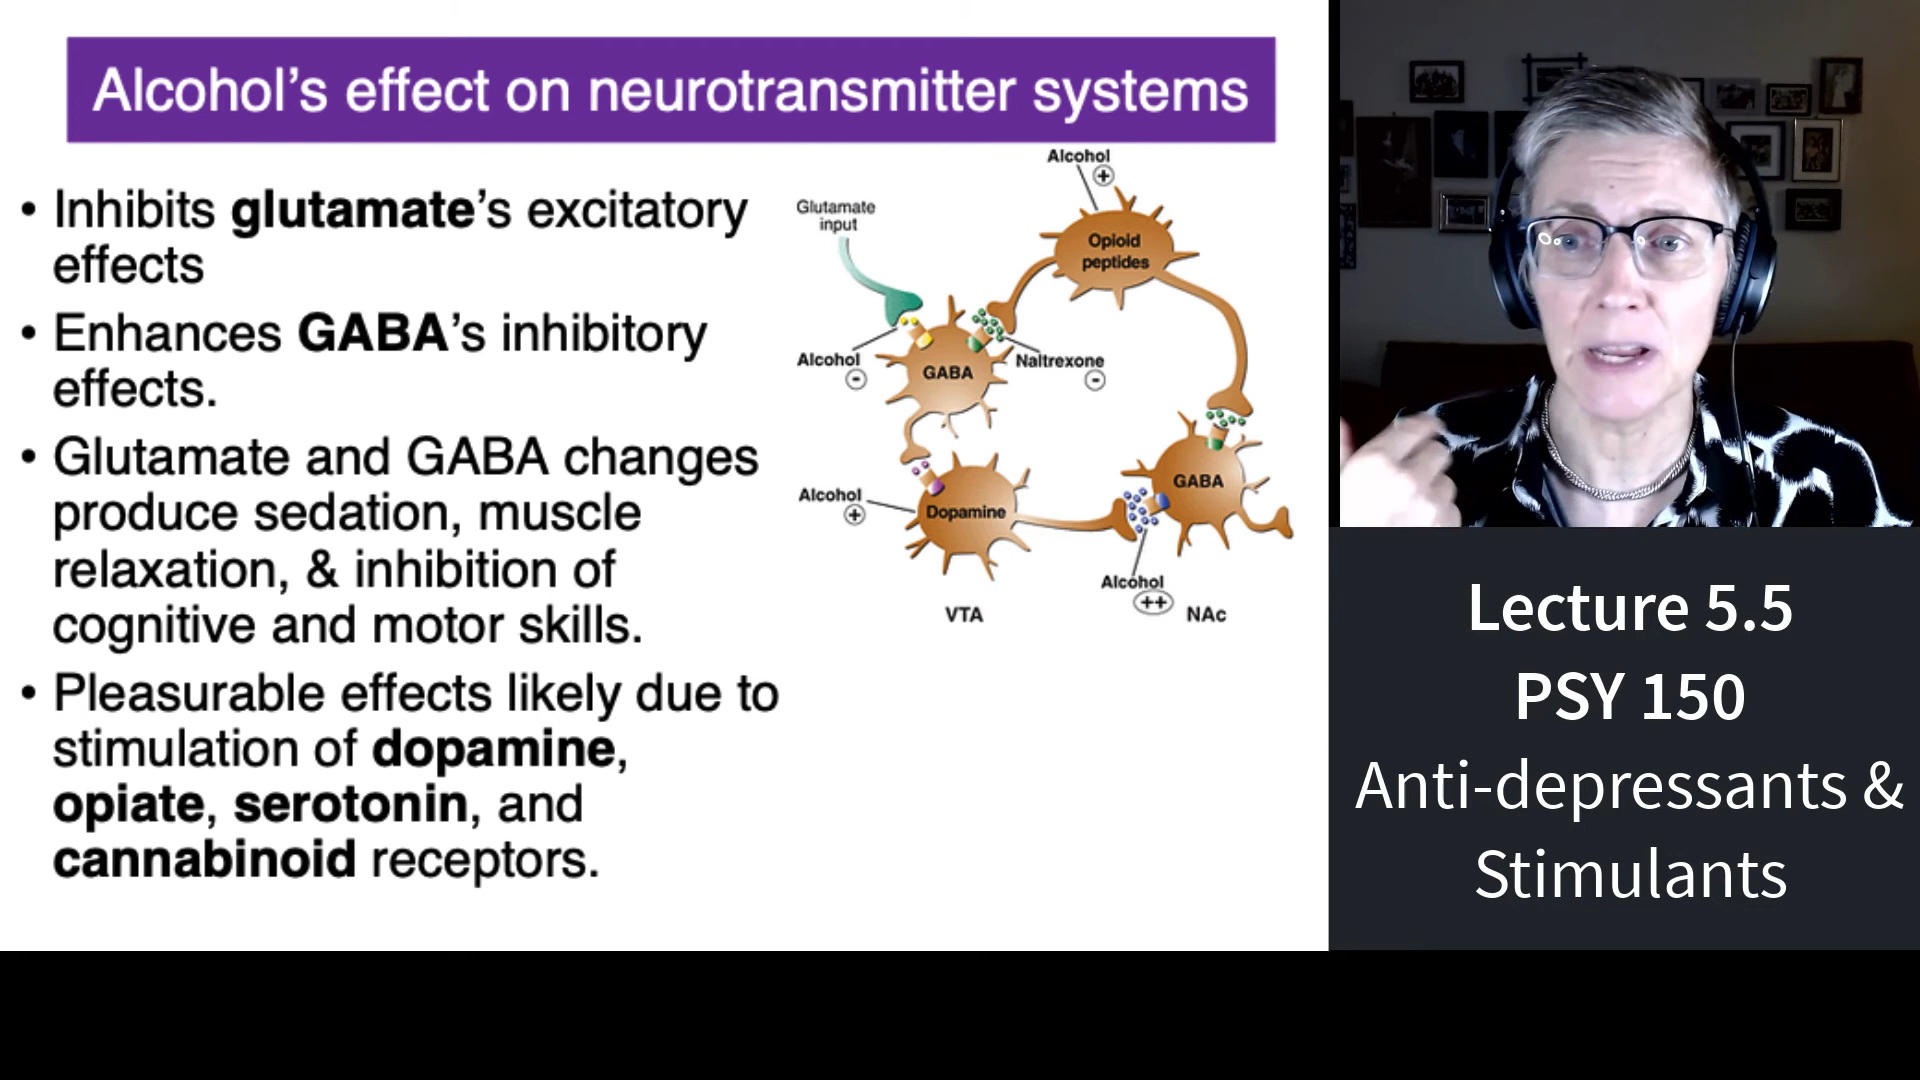 Alcohol’s effect on neurotransmitter systems
• Inhibits glutamate’s excitatory
effects
• Enhances GABA’s inhibitory
effects.
• Glutamate and GABA changes
produce sedation, muscle
relaxation, & inhibition of
cognitive and motor skills.
• Pleasurable effects likely due to
stimulation of dopamine,
opiate, serotonin, and
cannabinoid receptors.
Alcohol
+
Glutamate
input
Opioid
peptides
Alcohol
-
GABA
Naltrexone
-
Alcohol
+
Dopamine
GABA
Alcohol
++
VTA
NAc
Lecture 5.5
PSY 150
Anti-depressants &
Stimulants